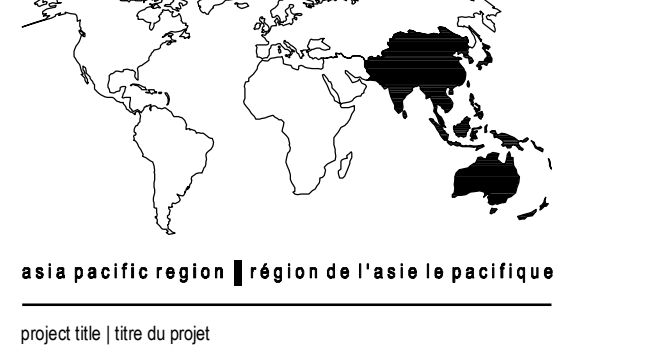 asia pacific region | région de l'asie le pacifique
project title | titre du projet